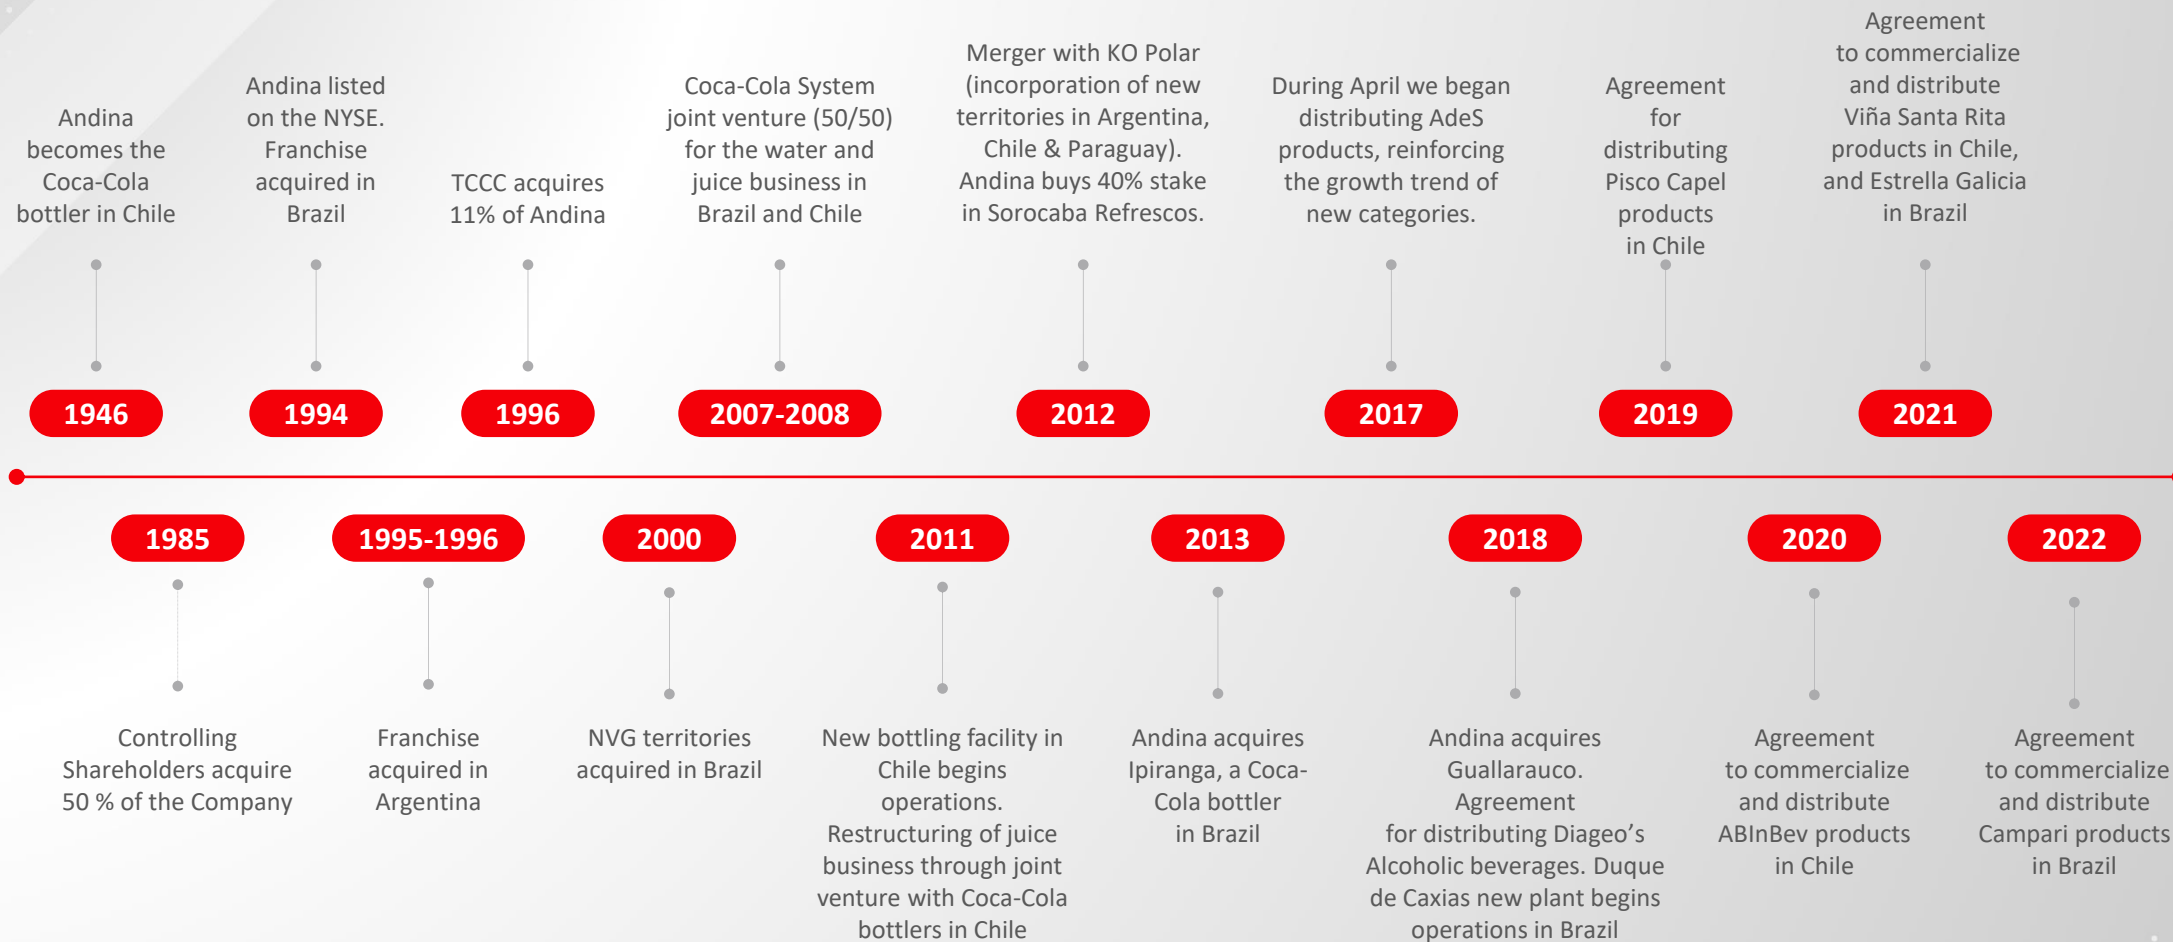 Andina
becomes the
Coca-Cola
bottler in Chile
Andina listed
on the NYSE.
Franchise
acquired in
Brazil
TCCC acquires
11% of Andina
Coca-Cola System
joint venture (50/50)
for the water and
juice business in
Brazil and Chile
Merger with KO Polar
(incorporation of new
territories in Argentina,
Chile & Paraguay).
Andina buys 40% stake
in Sorocaba Refrescos.
During April we began
distributing AdeS
products, reinforcing
the growth trend of
new categories.
Agreement
for
distributing
Pisco Capel
products
in Chile
Agreement
to commercialize
and distribute
Viña Santa Rita
products in Chile,
and Estrella Galicia
in Brazil
1946
1994
1996
2007-2008
2012
2017
2019
2021
1985
1995-1996
2000
2011
2013
2018
2020
2022
Controlling
Shareholders acquire
50 % of the Company
Franchise
acquired in
Argentina
NVG territories
acquired in Brazil
New bottling facility in
Chile begins
operations.
Restructuring of juice
business through joint
venture with Coca-Cola
bottlers in Chile
Andina acquires
Ipiranga, a Coca-
Cola bottler
in Brazil
Andina acquires
Guallarauco.
Agreement
for distributing Diageo’s
Alcoholic beverages. Duque
de Caxias new plant begins
operations in Brazil
Agreement
to commercialize
and distribute
ABInBev products
in Chile
Agreement
to commercialize
and distribute
Campari products
in Brazil